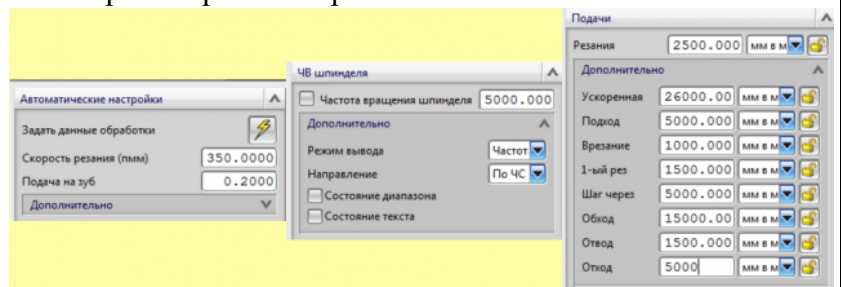 Автоматические настройки
Задать данные обработки
Скорость резания (пмм) 350.0000
Подача на зуб 0.2000
Дополнительно
ЧВ шпинделя
Частота вращения шпинделя 5000.000
Дополнительно
Режим вывода Частот
Направление По ЧС
Состояние диапазона
Состояние текста
Подачи
Резания 2500.000 мм в м
Дополнительно
Ускоренная 26000.00 мм в м
Подход 5000.000 мм в м
Врезание 1000.000 мм в м
1-ый рез 1500.000 мм в м
Шаг через 5000.000 мм в м
Обход 15000.00 мм в м
Отвод 1500.000 мм в м
Отход 5000 мм в м